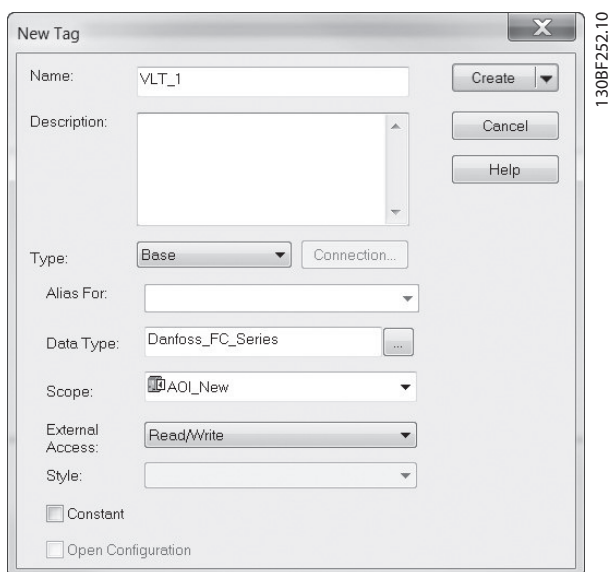 New Tag
X
Name:
VLT_1
Create
Description:
Cancel
Help
Type:
Base
Connection...
Alias For:
Data Type:
Danfoss_FC_Series
...
Scope:
AOI_New
External
Access:
Read/Write
Style:
Constant
Open Configuration
130BF252.10